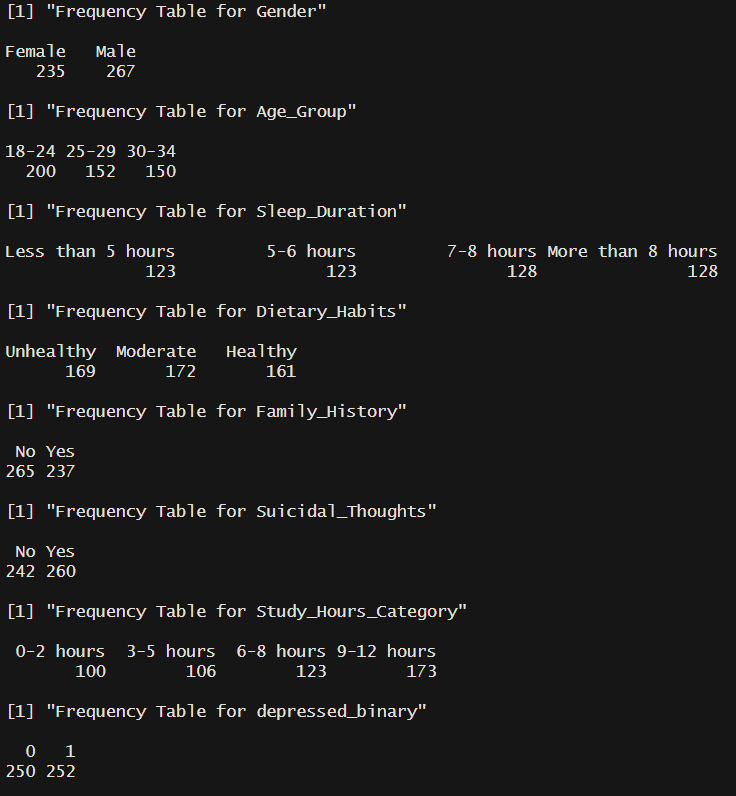 [1] "Frequency Table for Gender"
Female   Male
   235    267
[1] "Frequency Table for Age_Group"
18-24 25-29 30-34
  200   152   150
[1] "Frequency Table for Sleep_Duration"
Less than 5 hours         5-6 hours         7-8 hours More than 8 hours
              123               123               128               128
[1] "Frequency Table for Dietary_Habits"
Unhealthy  Moderate   Healthy
      169       172       161
[1] "Frequency Table for Family_History"
 No Yes
265 237
[1] "Frequency Table for Suicidal_Thoughts"
 No Yes
242 260
[1] "Frequency Table for Study_Hours_Category"
 0-2 hours  3-5 hours  6-8 hours 9-12 hours
       100        106        123        173
[1] "Frequency Table for depressed_binary"
  0   1
250 252